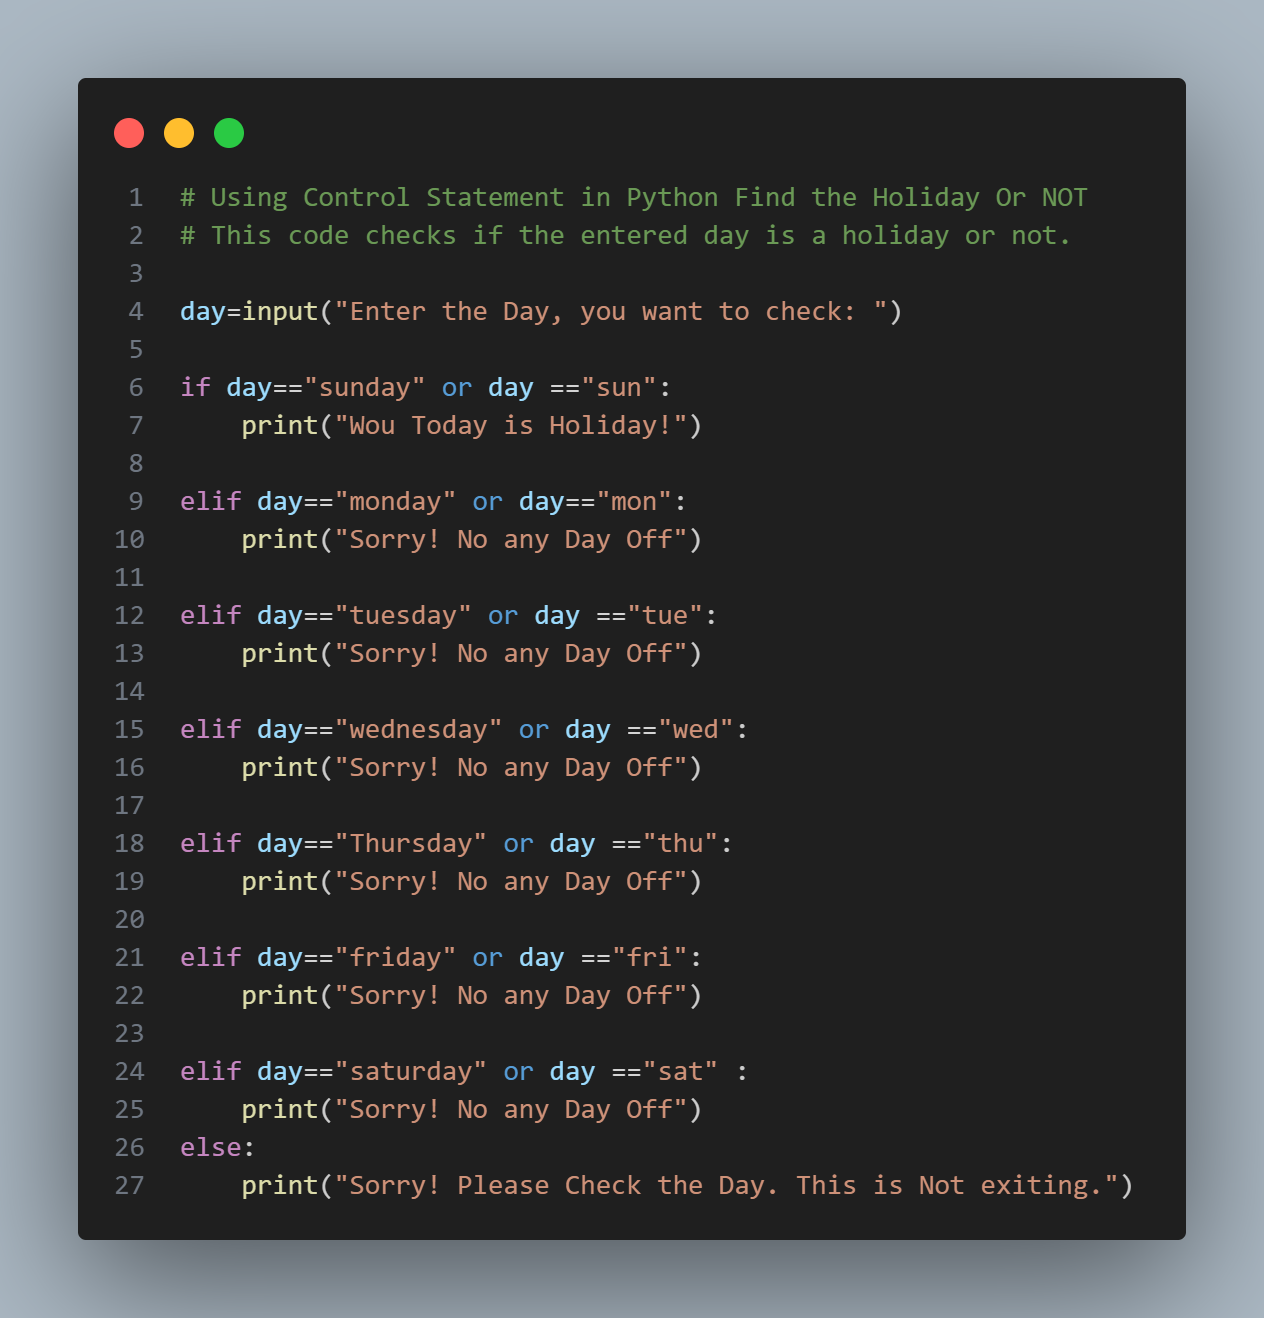 1 # Using Control Statement in Python Find the Holiday Or NOT
2 # This code checks if the entered day is a holiday or not.
3
4 day=input("Enter the Day, you want to check: ")
5
6 if day=="sunday" or day =="sun":
7     print("Wou Today is Holiday!")
8
9 elif day=="monday" or day=="mon":
10     print("Sorry! No any Day Off")
11
12 elif day=="tuesday" or day =="tue":
13     print("Sorry! No any Day Off")
14
15 elif day=="wednesday" or day =="wed":
16     print("Sorry! No any Day Off")
17
18 elif day=="Thursday" or day =="thu":
19     print("Sorry! No any Day Off")
20
21 elif day=="friday" or day =="fri":
22     print("Sorry! No any Day Off")
23
24 elif day=="saturday" or day =="sat" :
25     print("Sorry! No any Day Off")
26 else:
27     print("Sorry! Please Check the Day. This is Not exiting.")